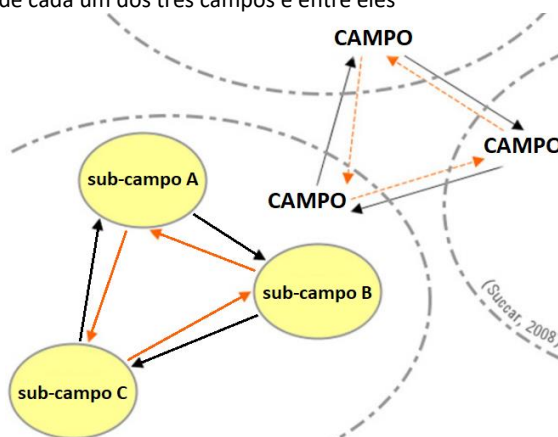 de cada um dos três campos e entre eles
CAMPO
CAMPO
CAMPO
sub-campo A
sub-campo B
sub-campo C
(Succar, 2008)